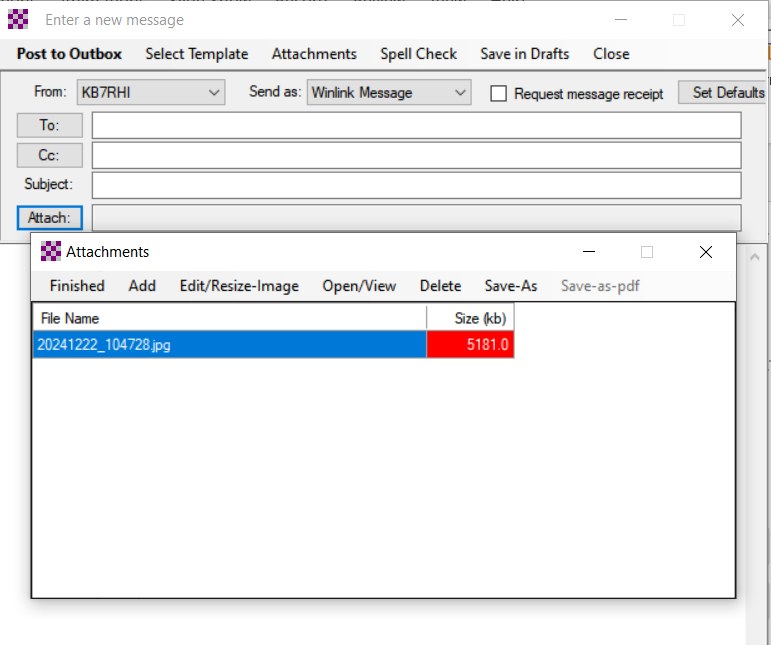 Enter a new message
Post to Outbox Select Template Attachments Spell Check Save in Drafts Close
From: KB7RHI Send as: Winlink Message Request message receipt Set Defaults
To:
Cc:
Subject:
Attach:
Attachments
Finished Add Edit/Resize-Image Open/View Delete Save-As Save-as-pdf
File Name Size (kb)
20241222_104728.jpg 5181.0